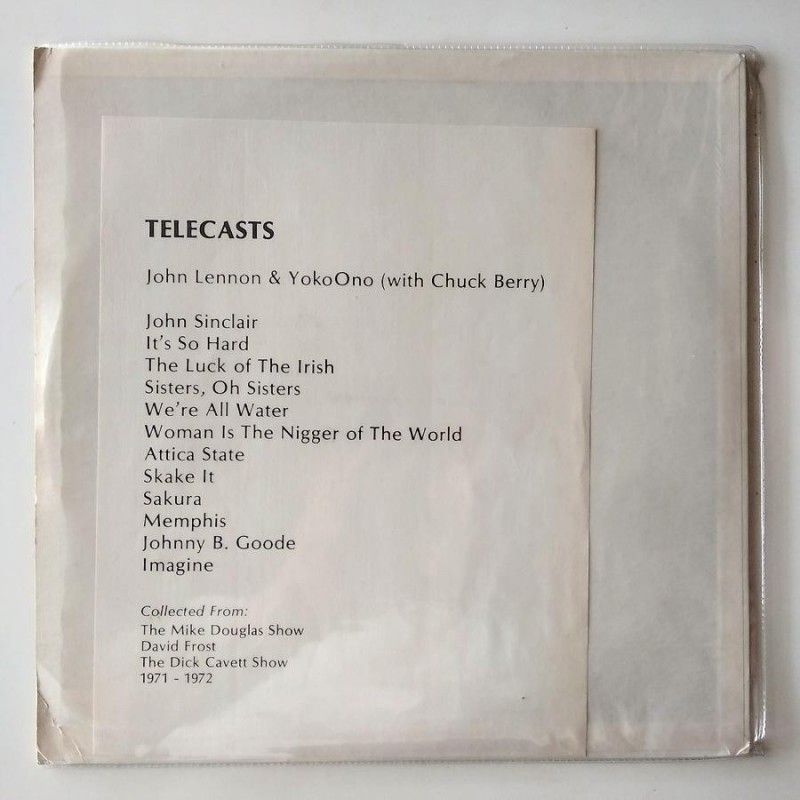 TELECASTS
John Lennon & YokoOno (with Chuck Berry)
John Sinclair
It's So Hard
The Luck of The Irish
Sisters, Oh Sisters
We're All Water
Woman Is The Nigger of The World
Attica State
Skake It
Sakura
Memphis
Johnny B. Goode
Imagine
Collected From:
The Mike Douglas Show
David Frost
The Dick Cavett Show
1971 - 1972